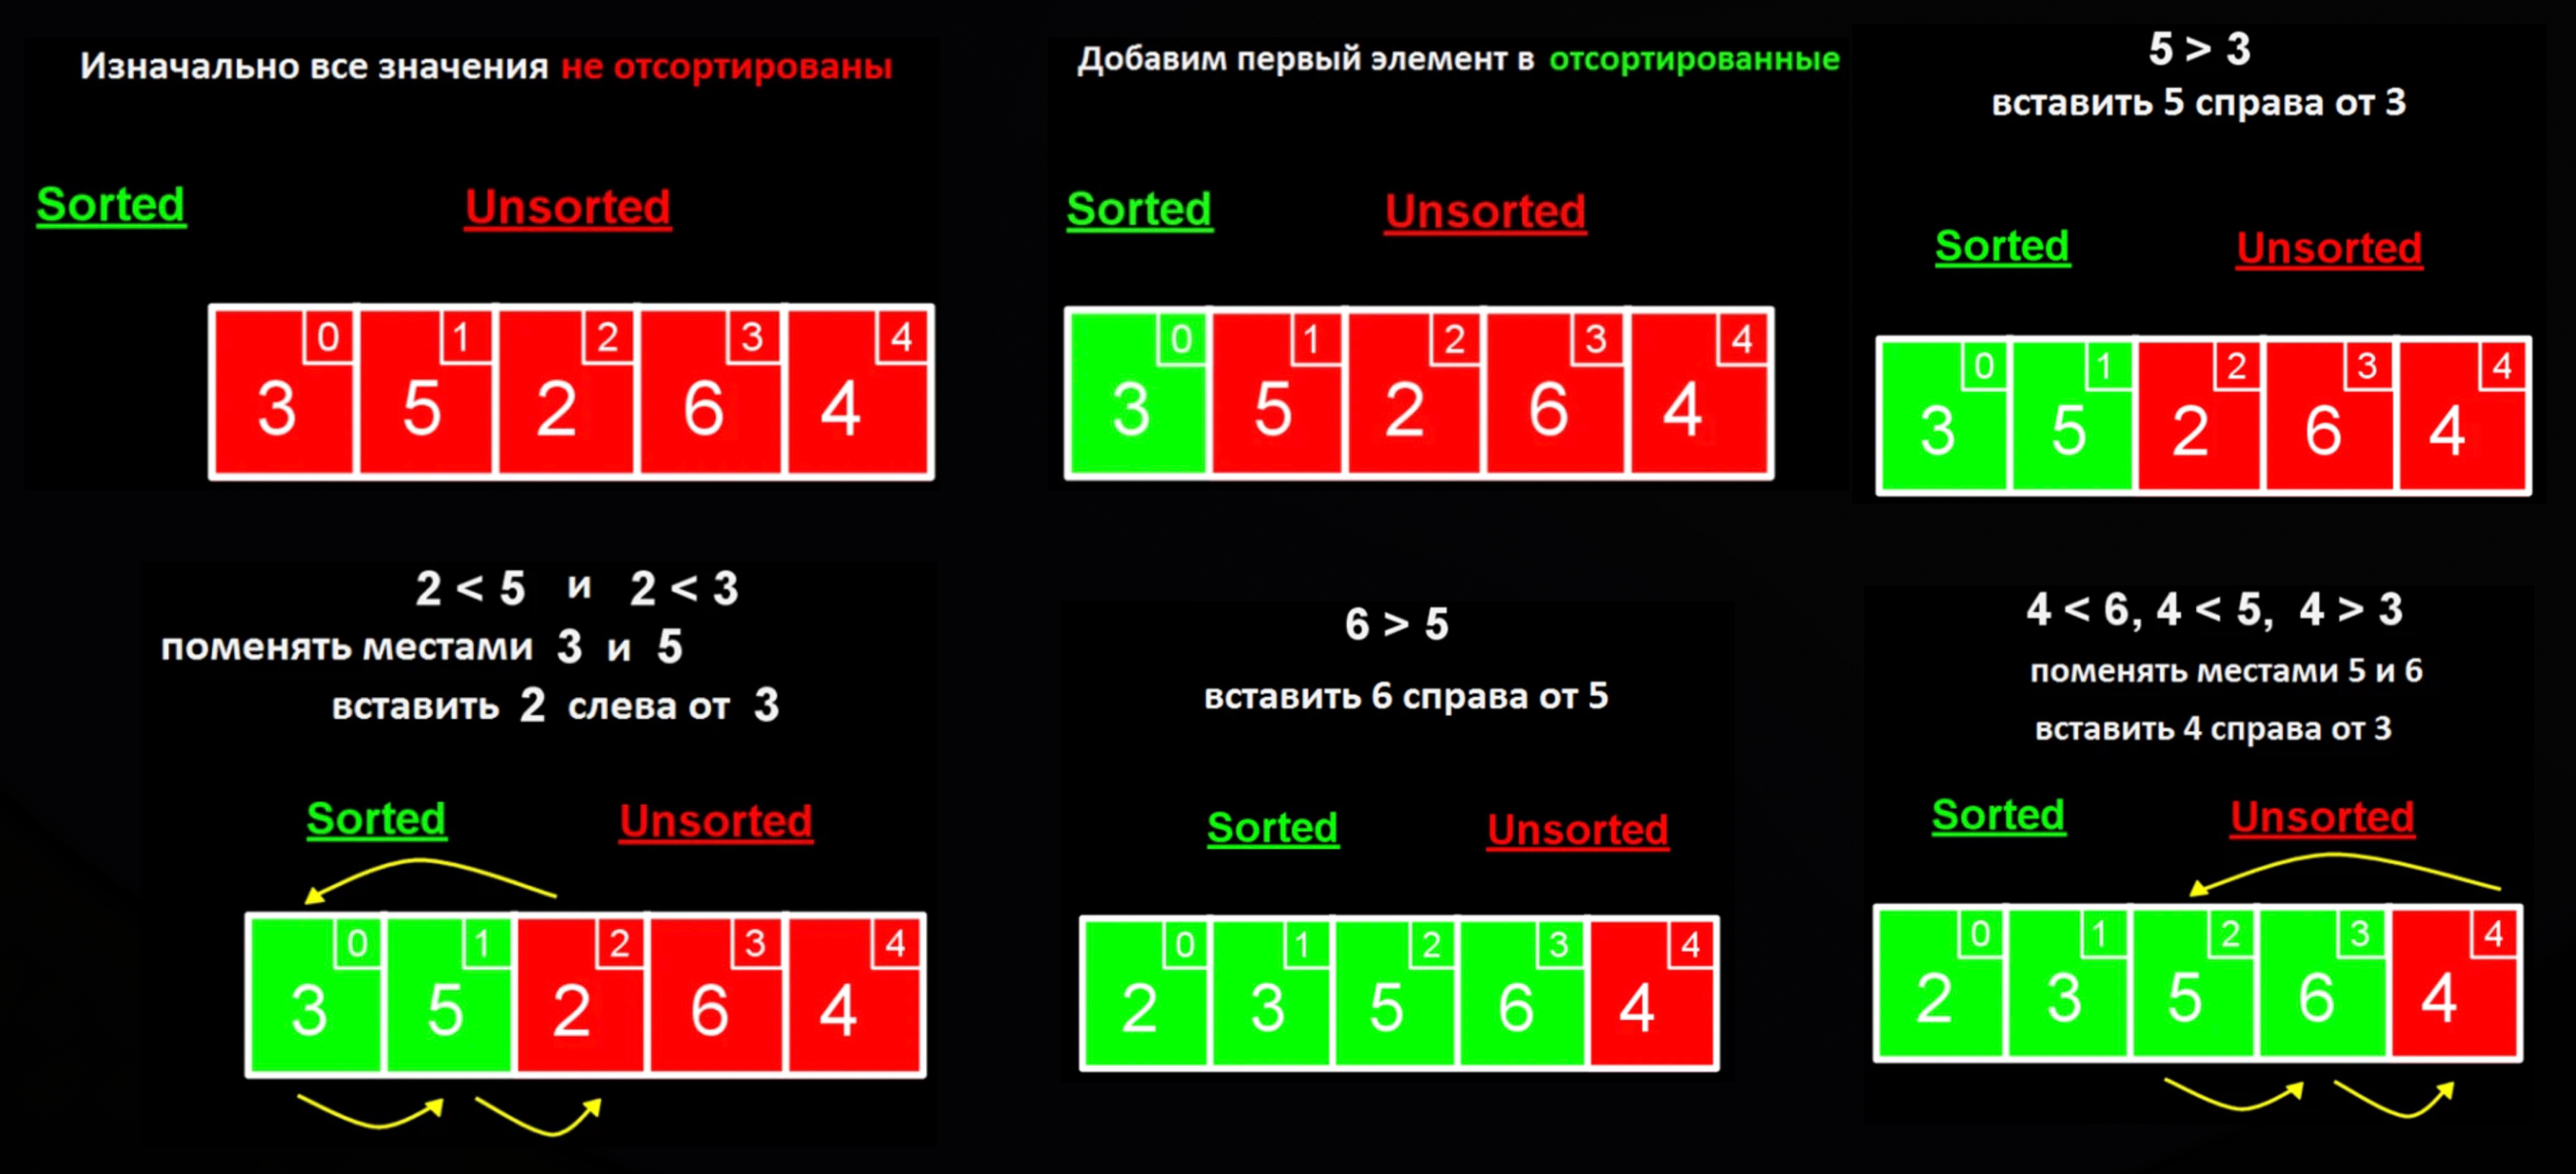 Изначально все значения не отсортированы
Sorted Unsorted
0 1 2 3 4
3 5 2 6 4
Добавим первый элемент в отсортированные
Sorted Unsorted
0 1 2 3 4
3 5 2 6 4
5 > 3
вставить 5 справа от 3
Sorted Unsorted
0 1 2 3 4
3 5 2 6 4
2 < 5 и 2 < 3
поменять местами 3 и 5
вставить 2 слева от 3
Sorted Unsorted
0 1 2 3 4
3 5 2 6 4
6 > 5
вставить 6 справа от 5
Sorted Unsorted
0 1 2 3 4
2 3 5 6 4
4 < 6, 4 < 5, 4 > 3
поменять местами 5 и 6
вставить 4 справа от 3
Sorted Unsorted
0 1 2 3 4
2 3 5 6 4